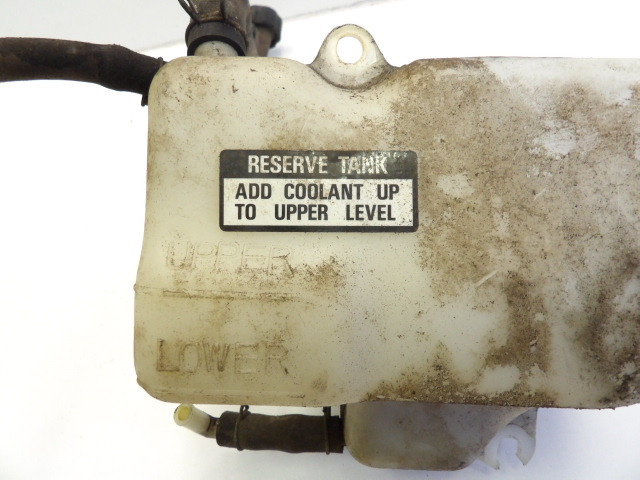 RESERVE TANK
ADD COOLANT UP
TO UPPER LEVEL
UPPER
LOWER